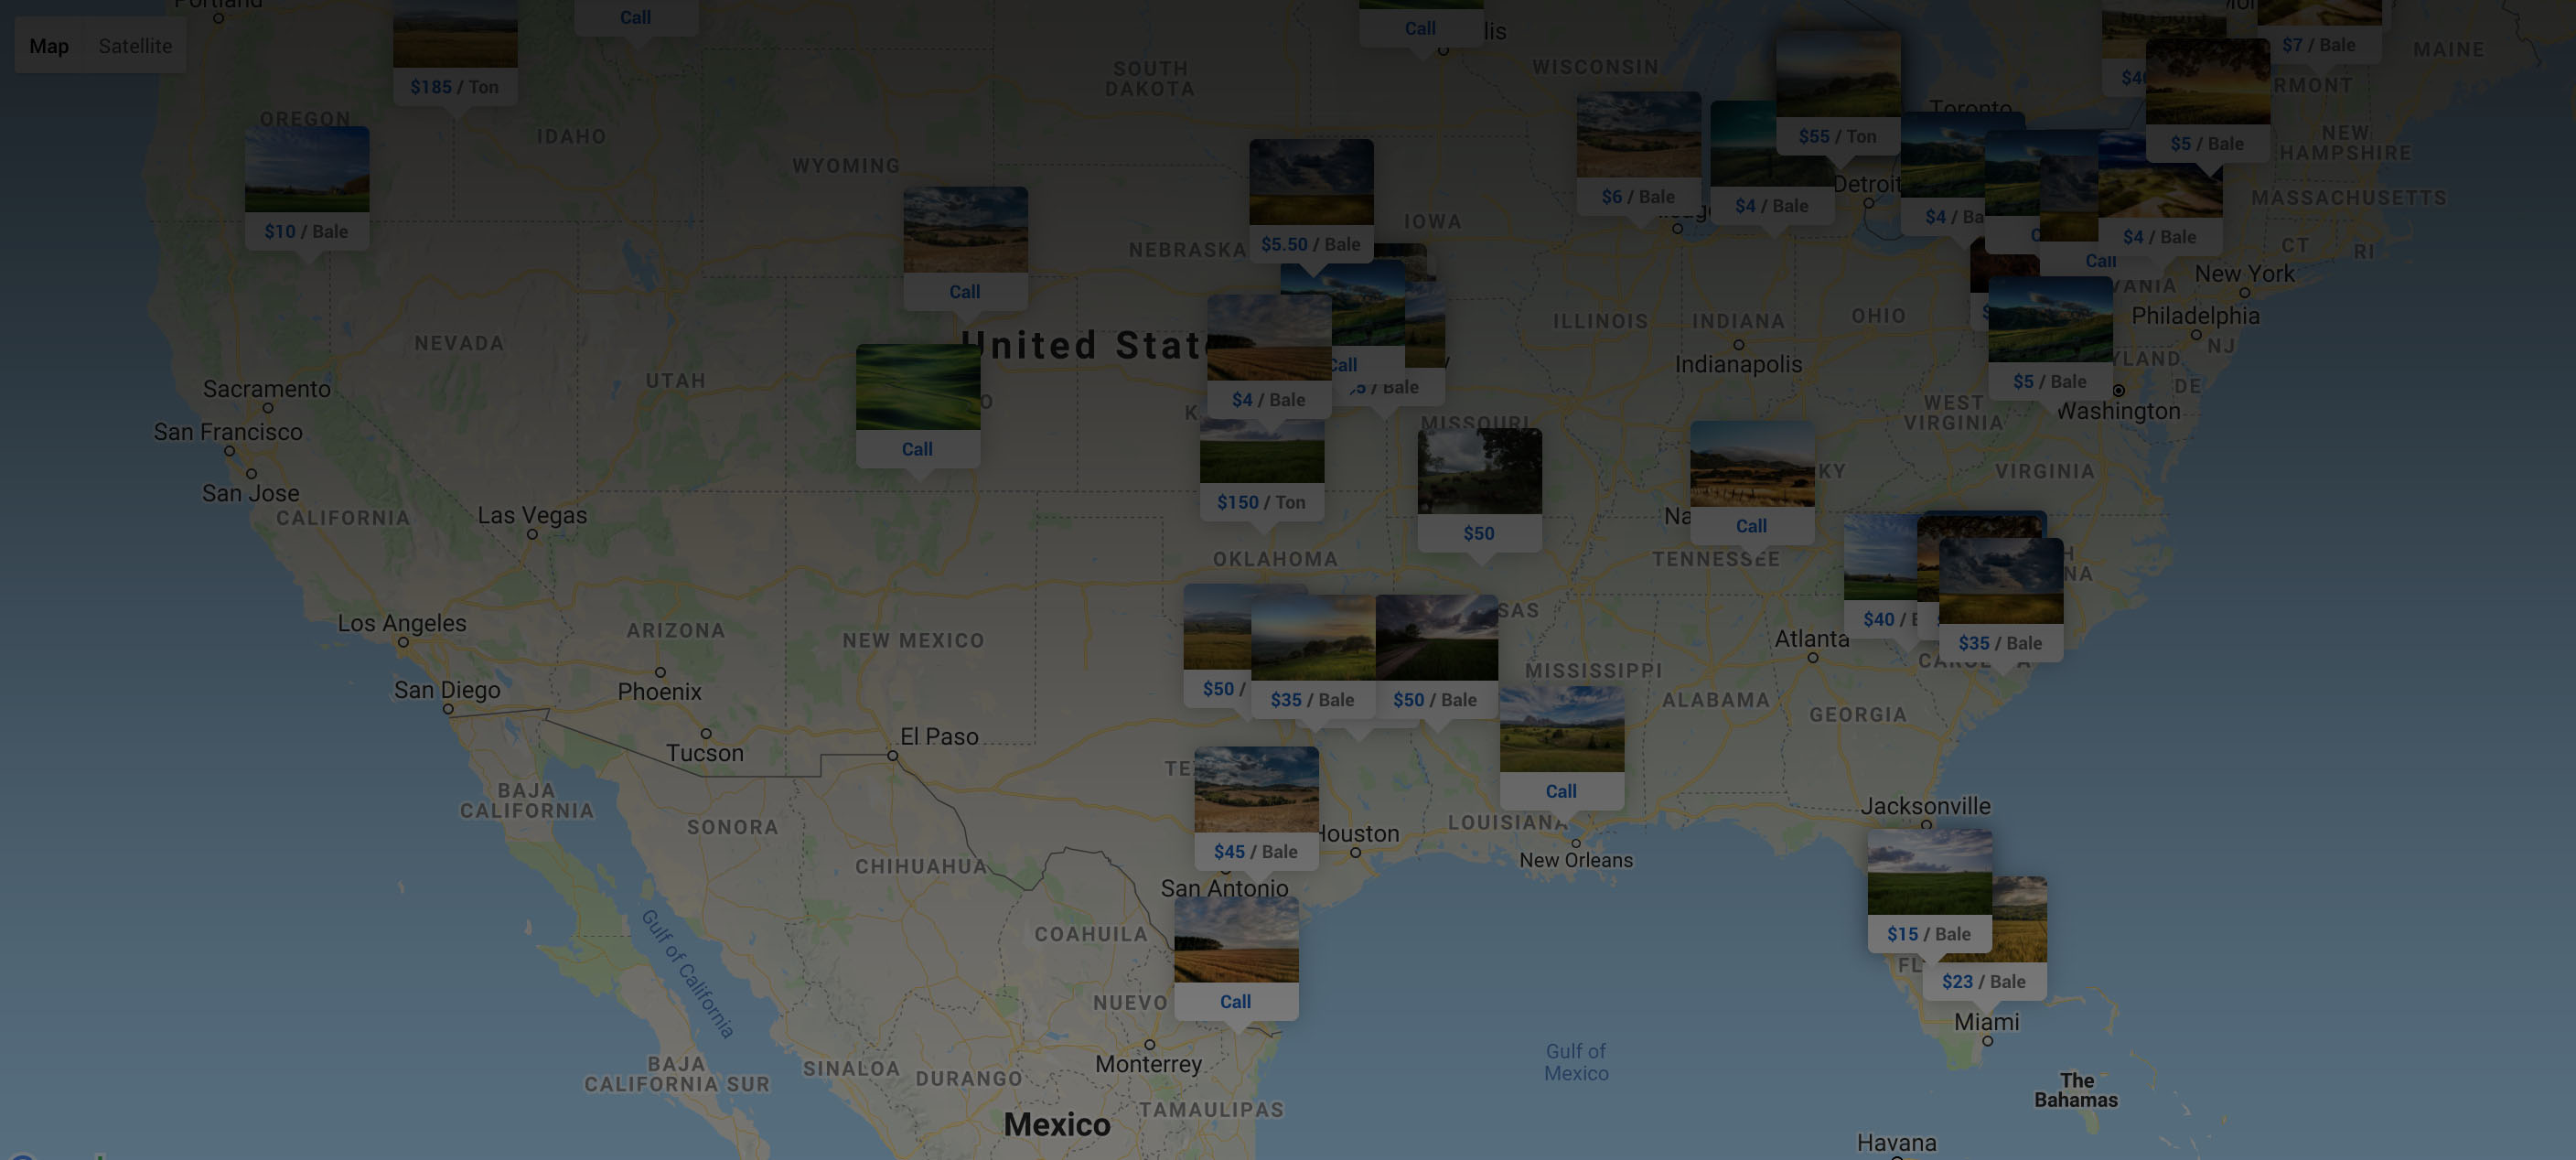 Map
Satellite
Call
Call
$7 / Bale
MAINE
WISCONSIN
SOUTH
DAKOTA
$185 / Ton
OREGON
IDAHO
WYOMING
$55 / Ton
Toronto
$5 / Bale
NEW
HAMPSHIRE
MASSACHUSETTS
CT
RI
$6 / Bale
$4 / Bale
Detroit
$4
$4 / Bale
Call
$10 / Bale
NEBRASKA
$5.50 / Bale
IOWA
Call
New York
Philadelphia
NJ
ILLINOIS
INDIANA
OHIO
Indianapolis
NEVADA
UTAH
United
$4 / Bale
Call
/ Bale
$5 / Bale
DE
Washington
WEST
VIRGINIA
VIRGINIA
Sacramento
San Francisco
San Jose
CALIFORNIA
Las Vegas
Call
MISSOURI
$150 / Ton
$50
Call
OKLAHOMA
TENNESSEE
Los Angeles
ARIZONA
NEW MEXICO
San Diego
Phoenix
Tucson
El Paso
$50 /
$35 / Bale
$50 / Bale
MISSISSIPPI
ALABAMA
Atlanta
GEORGIA
$40 /
$35 / Bale
Call
LOUISIANA
New Orleans
Jacksonville
$45 / Bale
Houston
San Antonio
BAJA
CALIFORNIA
SONORA
CHIHUAHUA
COAHUILA
Gulf of California
NUEVO
Call
Monterrey
$15 / Bale
$23 / Bale
Miami
Gulf of
Mexico
BAJA
CALIFORNIA SUR
SINALOA
DURANGO
TAMAULIPAS
Mexico
The
Bahamas
Havana